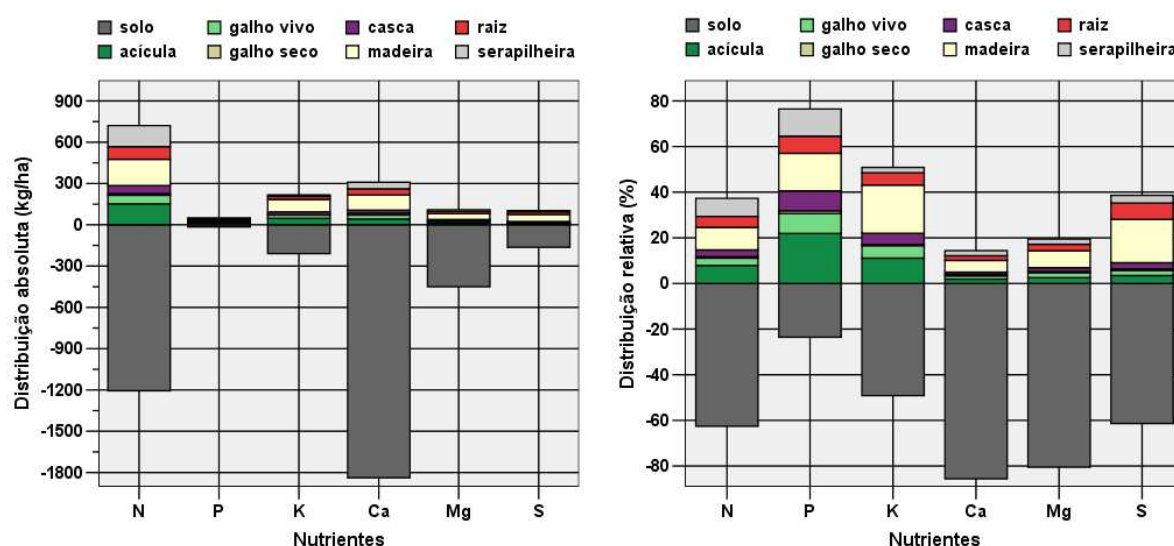 solo galho vivo casca raiz
acícula galho seco madeira serapilheira
Distribuição absoluta (kg/ha)
900
600
300
0
-300
-600
-900
-1200
-1500
-1800
N P K Ca Mg S
Nutrientes
solo galho vivo casca raiz
acícula galho seco madeira serapilheira
Distribuição relativa (%)
80
60
40
20
0
-20
-40
-60
-80
N P K Ca Mg S
Nutrientes